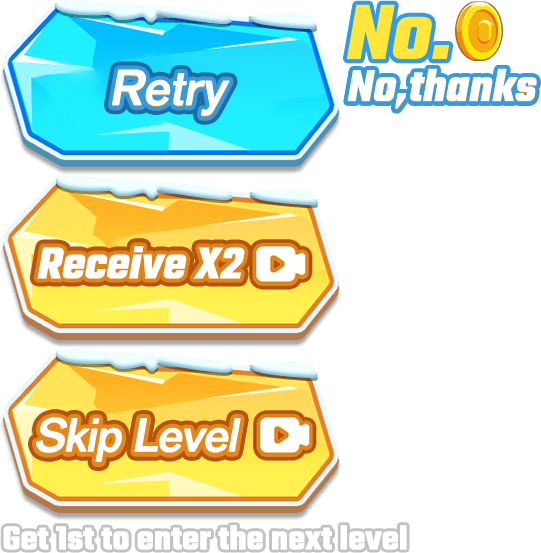 Retry
No.
No,thanks
Receive X2
Skip Level
Get 1st to enter the next level